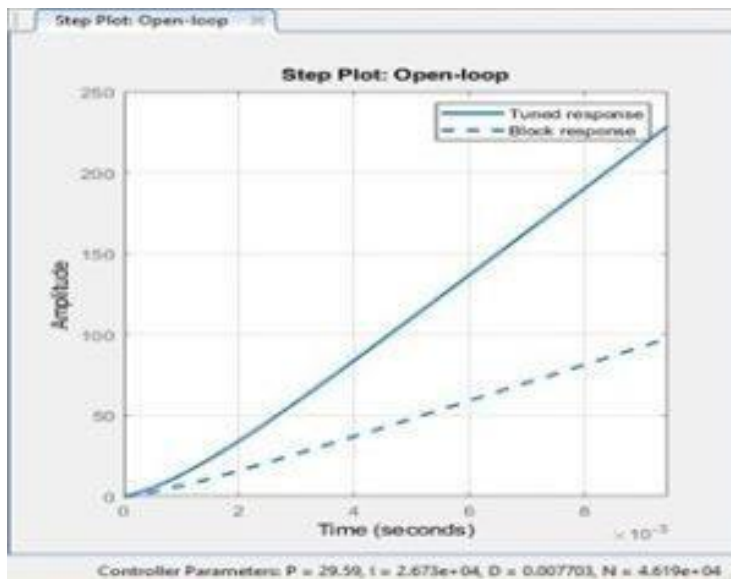 Step Plot: Open-loop
Step Plot: Open-loop
250
Tuned response
Block response
200
150
100
50
0
Amplitude
0 2 4 6 8
Time (seconds)
× 10⁻³
Controller Parameters: P = 29.59, I = 2.673e+04, D = 0.007703, N = 4.619e+04